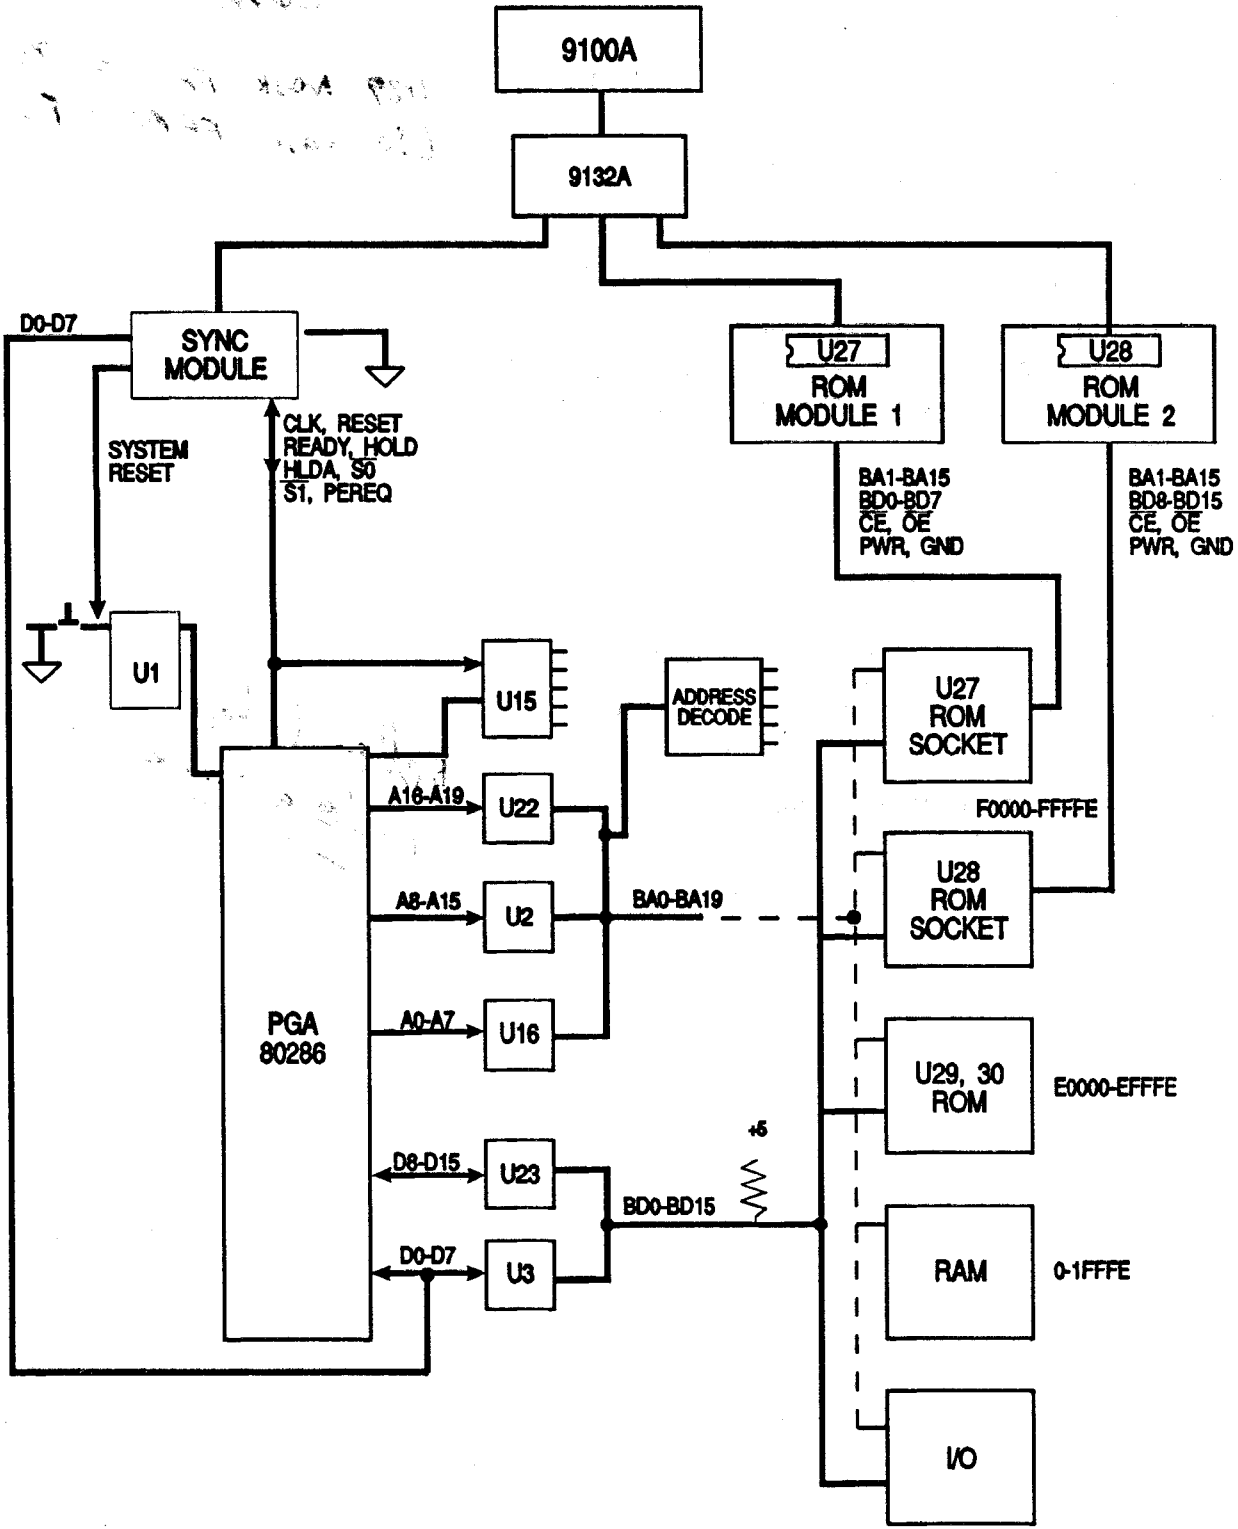 9100A
9132A
D0-D7
SYNC
MODULE
U27
ROM
MODULE 1
U28
ROM
MODULE 2
SYSTEM
RESET
CLK, RESET
READY, HOLD
HLDA, S0
S1, PEREQ
BA1-BA15
BD0-BD7
CE, OE
PWR, GND
BA1-BA15
BD8-BD15
CE, OE
PWR, GND
U1
U15
ADDRESS
DECODE
U27
ROM
SOCKET
A16-A19
U22
F0000-FFFFE
A8-A15
U2
BA0-BA19
U28
ROM
SOCKET
PGA
80286
A0-A7
U16
U29, 30
ROM
E0000-EFFFE
+5
D8-D15
U23
BD0-BD15
D0-D7
U3
RAM
0-1FFFE
I/O